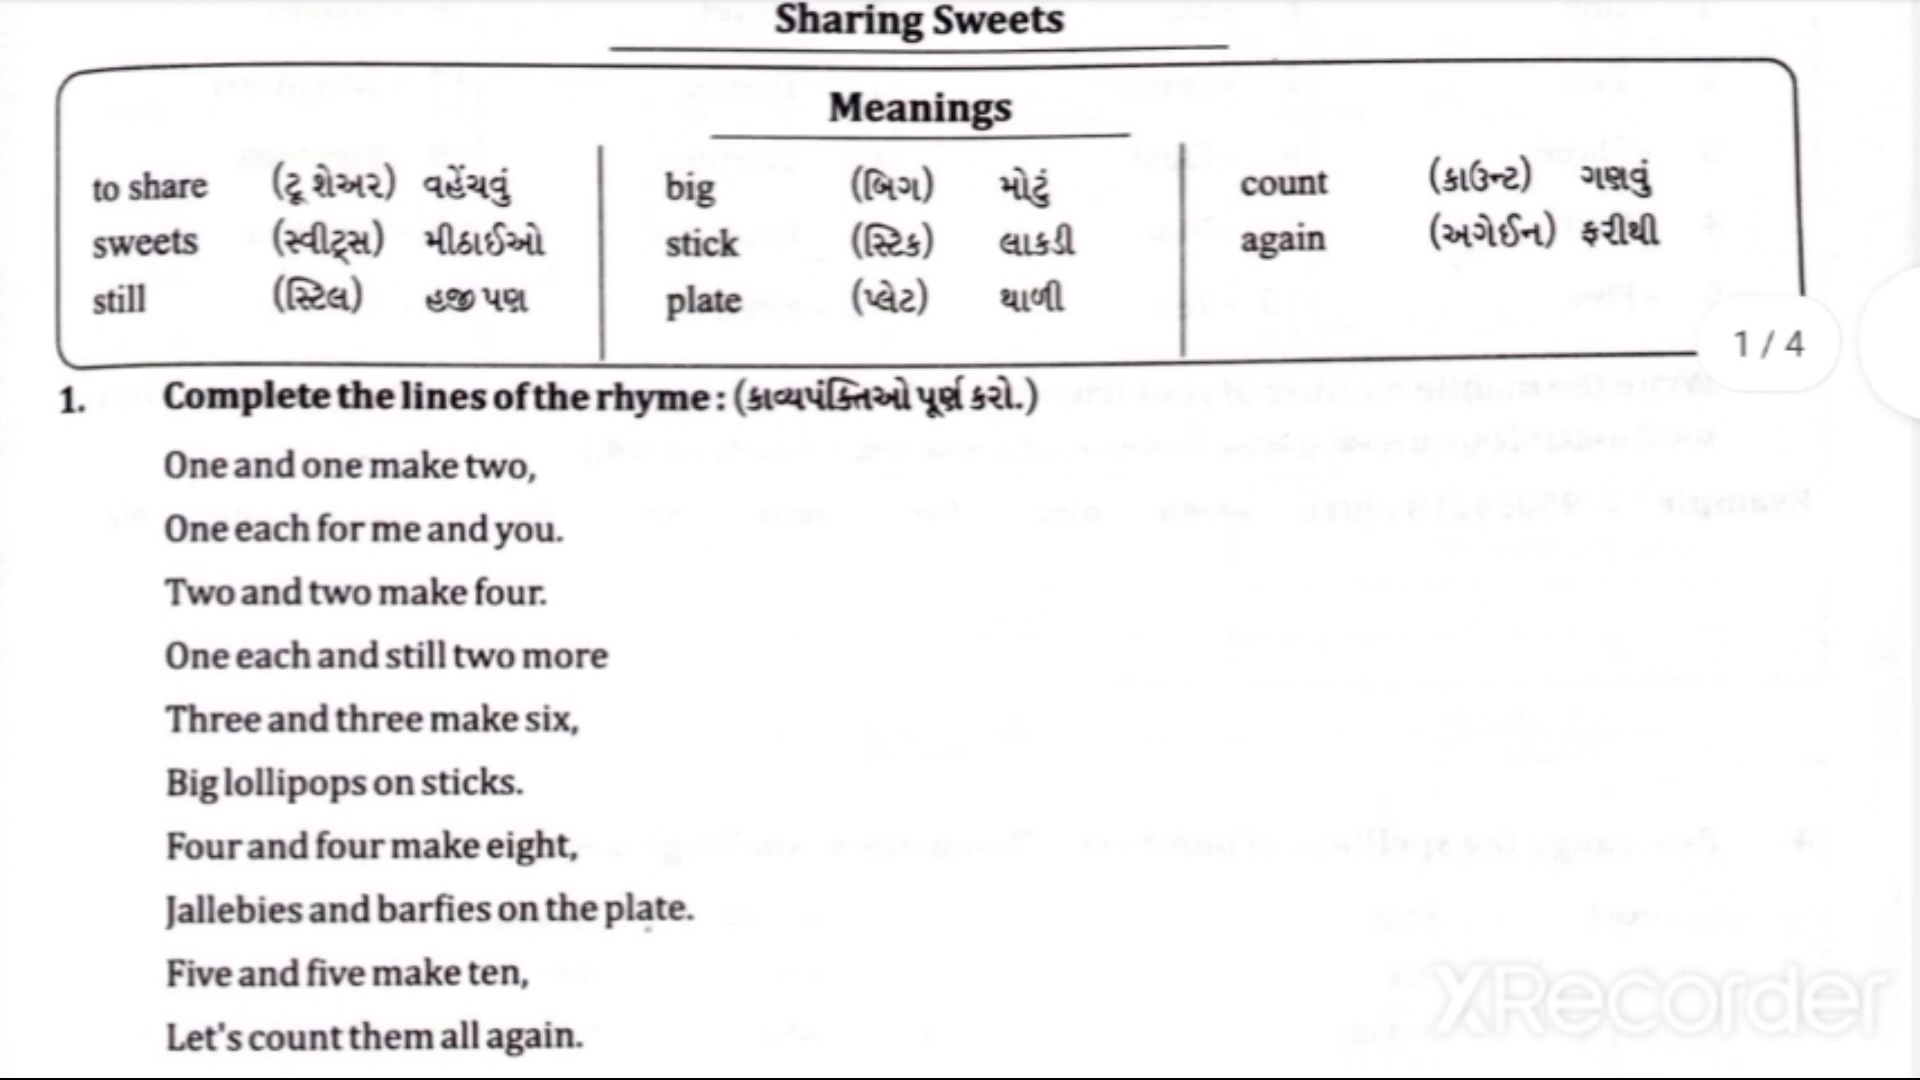 Sharing Sweets
Meanings
to share (ટૂ શેઅર) વહેંચવું
sweets (સ્વીટ્સ) મીઠાઈઓ
still (સ્ટિલ) હજી પણ
big (બિગ) મોટું
stick (સ્ટિક) લાકડી
plate (પ્લેટ) થાળી
count (કાઉન્ટ) ગણવું
again (અગેઈન) ફરીથી
1 / 4
1. Complete the lines of the rhyme : (કાવ્યપંક્તિઓ પૂર્ણ કરો.)
One and one make two,
One each for me and you.
Two and two make four.
One each and still two more
Three and three make six,
Big lollipops on sticks.
Four and four make eight,
Jallebies and barfies on the plate.
Five and five make ten,
Let's count them all again.
XRecorder